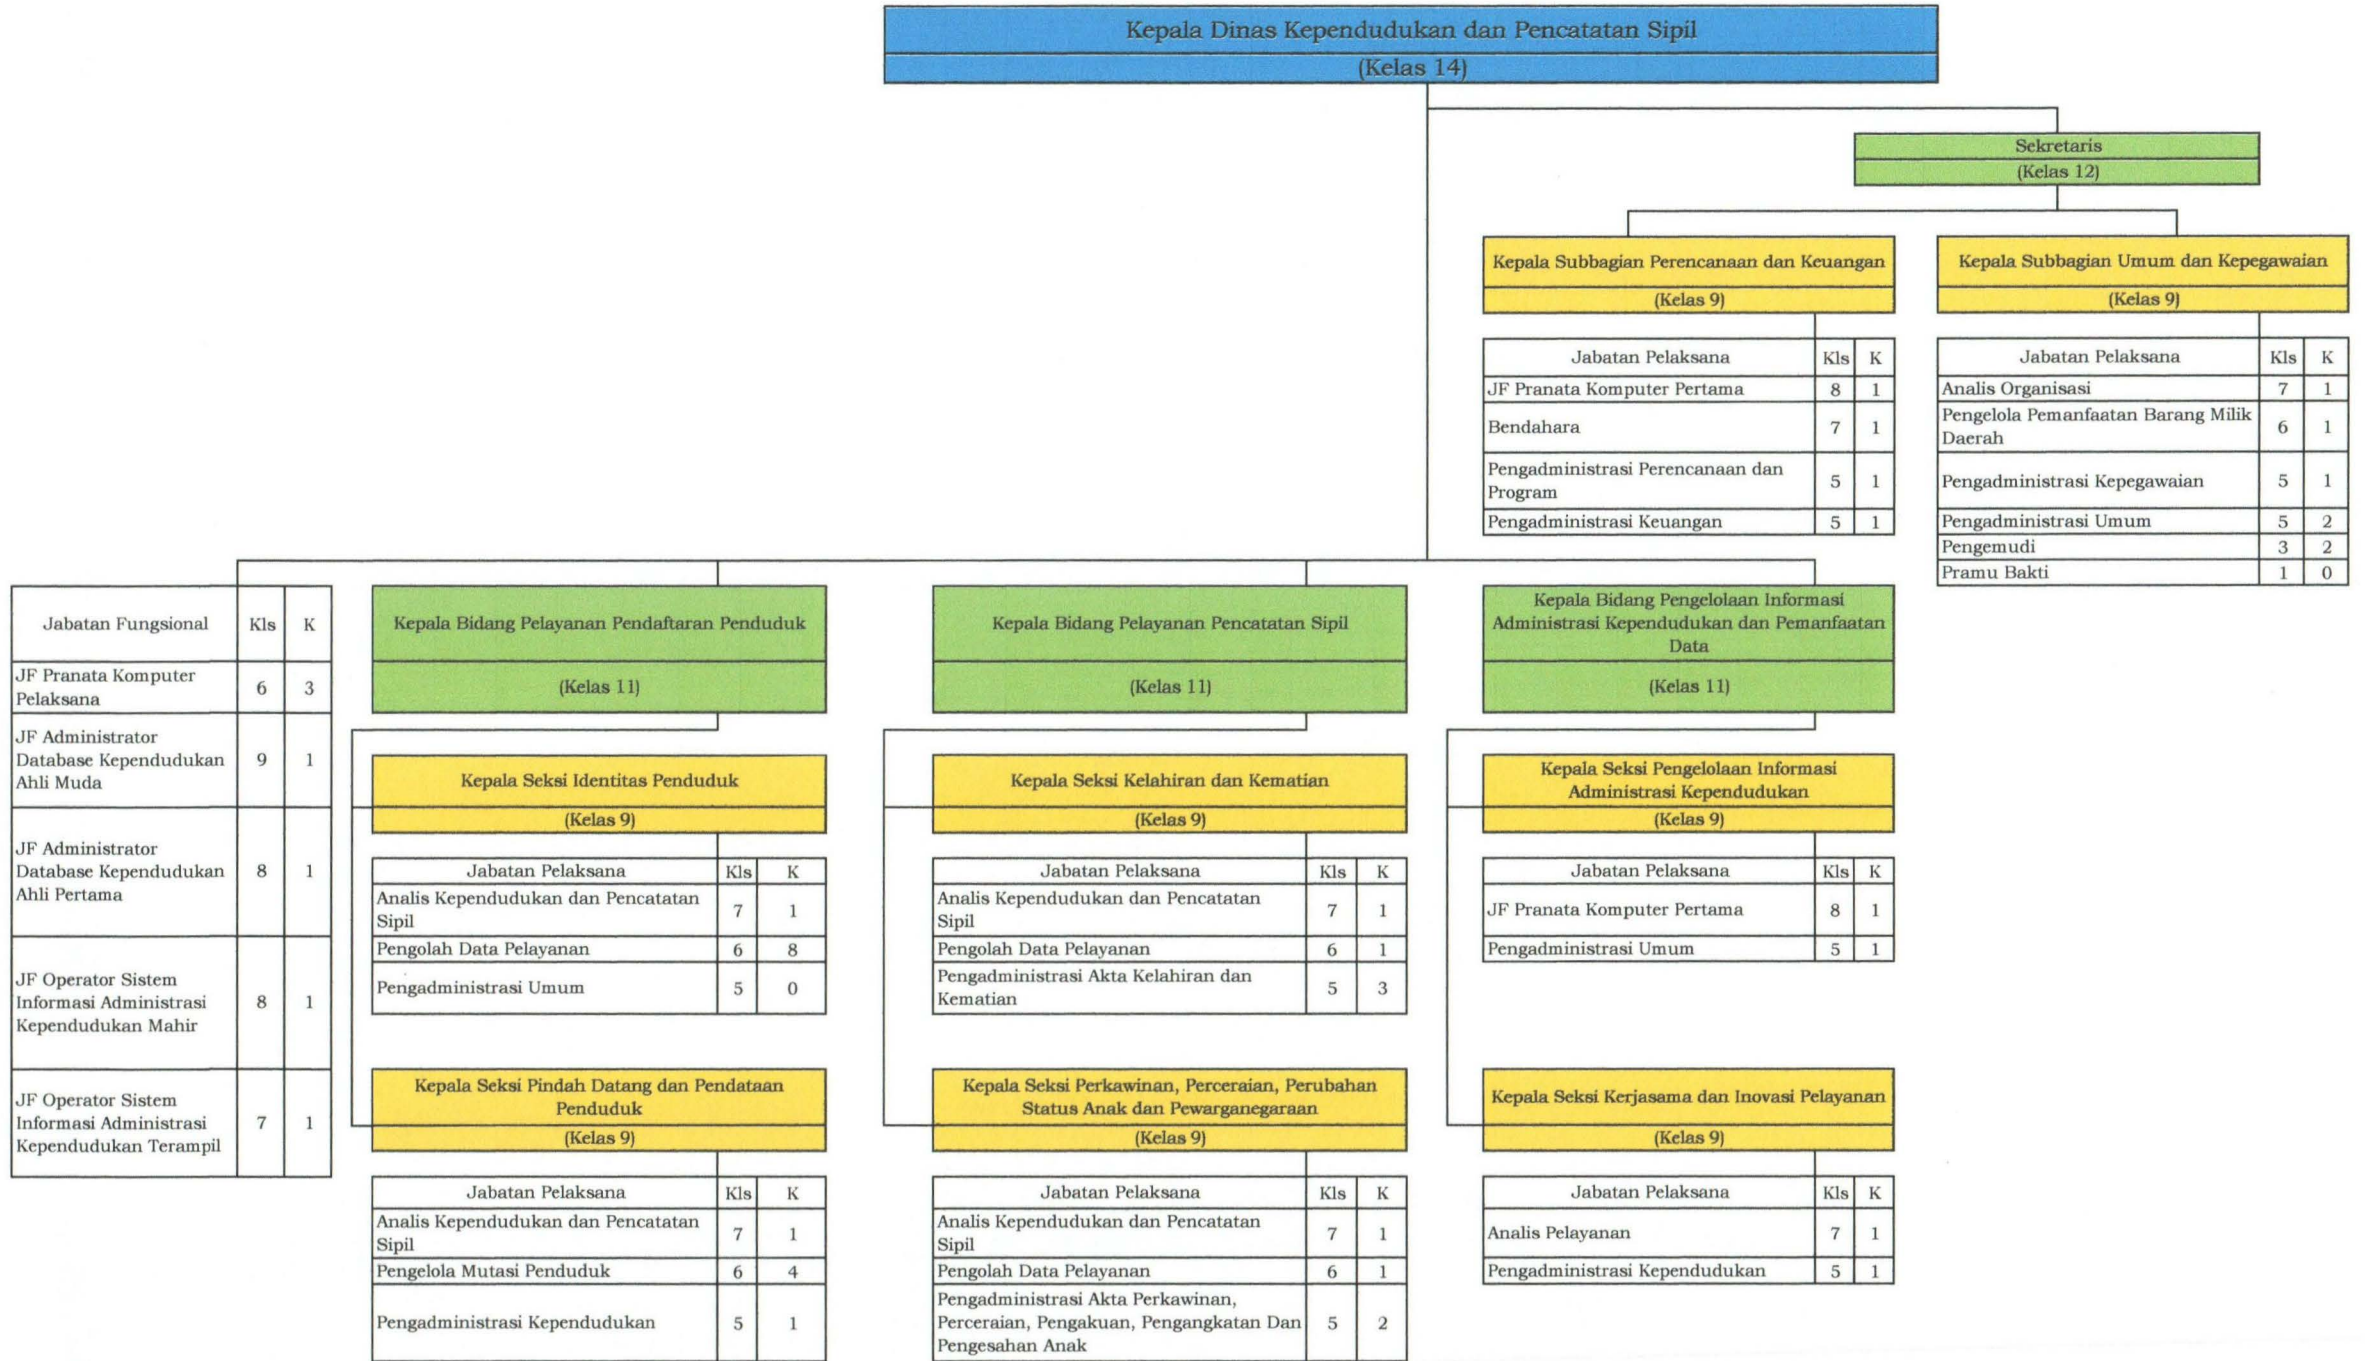 Kepala Dinas Kependudukan dan Pencatatan Sipil
(Kelas 14)
Sekretaris
(Kelas 12)
Kepala Subbagian Perencanaan dan Keuangan
(Kelas 9)
Jabatan Pelaksana Kls K
JF Pranata Komputer Pertama 8 1
Bendahara 7 1
Pengadministrasi Perencanaan dan
Program 5 1
Pengadministrasi Keuangan 5 1
Kepala Subbagian Umum dan Kepegawaian
(Kelas 9)
Jabatan Pelaksana Kls K
Analis Organisasi 7 1
Pengelola Pemanfaatan Barang Milik
Daerah 6 1
Pengadministrasi Kepegawaian 5 1
Pengadministrasi Umum 5 2
Pengemudi 3 2
Pramu Bakti 1 0
Jabatan Fungsional Kls K
JF Pranata Komputer
Pelaksana 6 3
JF Administrator
Database Kependudukan 9 1
Ahli Muda
JF Administrator
Database Kependudukan 8 1
Ahli Pertama
JF Operator Sistem
Informasi Administrasi 8 1
Kependudukan Mahir
JF Operator Sistem
Informasi Administrasi 7 1
Kependudukan Terampil
Kepala Bidang Pelayanan Pendaftaran Penduduk
(Kelas 11)
Kepala Seksi Identitas Penduduk
(Kelas 9)
Jabatan Pelaksana Kls K
Analis Kependudukan dan Pencatatan
Sipil 7 1
Pengolah Data Pelayanan 6 8
Pengadministrasi Umum 5 0
Kepala Seksi Pindah Datang dan Pendataan
Penduduk
(Kelas 9)
Jabatan Pelaksana Kls K
Analis Kependudukan dan Pencatatan
Sipil 7 1
Pengelola Mutasi Penduduk 6 4
Pengadministrasi Kependudukan 5 1
Kepala Bidang Pelayanan Pencatatan Sipil
(Kelas 11)
Kepala Seksi Kelahiran dan Kematian
(Kelas 9)
Jabatan Pelaksana Kls K
Analis Kependudukan dan Pencatatan
Sipil 7 1
Pengolah Data Pelayanan 6 1
Pengadministrasi Akta Kelahiran dan
Kematian 5 3
Kepala Seksi Perkawinan, Perceraian, Perubahan
Status Anak dan Pewarganegaraan
(Kelas 9)
Jabatan Pelaksana Kls K
Analis Kependudukan dan Pencatatan
Sipil 7 1
Pengolah Data Pelayanan 6 1
Pengadministrasi Akta Perkawinan,
Perceraian, Pengakuan, Pengangkatan Dan 5 2
Pengesahan Anak
Kepala Bidang Pengelolaan Informasi
Administrasi Kependudukan dan Pemanfaatan
Data
(Kelas 11)
Kepala Seksi Pengelolaan Informasi
Administrasi Kependudukan
(Kelas 9)
Jabatan Pelaksana Kls K
JF Pranata Komputer Pertama 8 1
Pengadministrasi Umum 5 1
Kepala Seksi Kerjasama dan Inovasi Pelayanan
(Kelas 9)
Jabatan Pelaksana Kls K
Analis Pelayanan 7 1
Pengadministrasi Kependudukan 5 1